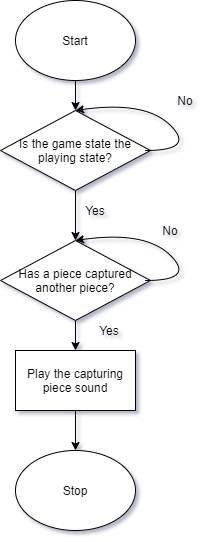 Start
No
Is the game state the
playing state?
Yes
No
Has a piece captured
another piece?
Yes
Play the capturing
piece sound
Stop